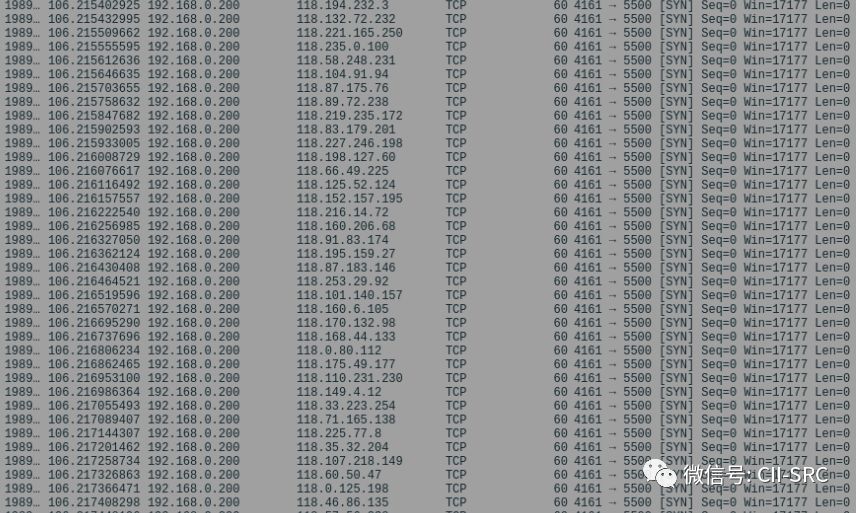 1989… 106.215402925 192.168.0.200 118.194.232.3 TCP 60 4161 → 5500 [SYN] Seq=0 Win=17177 Len=0
1989… 106.215432995 192.168.0.200 118.132.72.232 TCP 60 4161 → 5500 [SYN] Seq=0 Win=17177 Len=0
1989… 106.215509662 192.168.0.200 118.221.165.250 TCP 60 4161 → 5500 [SYN] Seq=0 Win=17177 Len=0
1989… 106.215555595 192.168.0.200 118.235.0.100 TCP 60 4161 → 5500 [SYN] Seq=0 Win=17177 Len=0
1989… 106.215612636 192.168.0.200 118.58.248.231 TCP 60 4161 → 5500 [SYN] Seq=0 Win=17177 Len=0
1989… 106.215646635 192.168.0.200 118.104.91.94 TCP 60 4161 → 5500 [SYN] Seq=0 Win=17177 Len=0
1989… 106.215703655 192.168.0.200 118.87.175.76 TCP 60 4161 → 5500 [SYN] Seq=0 Win=17177 Len=0
1989… 106.215758632 192.168.0.200 118.89.72.238 TCP 60 4161 → 5500 [SYN] Seq=0 Win=17177 Len=0
1989… 106.215847682 192.168.0.200 118.219.235.172 TCP 60 4161 → 5500 [SYN] Seq=0 Win=17177 Len=0
1989… 106.215902593 192.168.0.200 118.83.179.201 TCP 60 4161 → 5500 [SYN] Seq=0 Win=17177 Len=0
1989… 106.215933005 192.168.0.200 118.227.246.198 TCP 60 4161 → 5500 [SYN] Seq=0 Win=17177 Len=0
1989… 106.216008729 192.168.0.200 118.198.127.60 TCP 60 4161 → 5500 [SYN] Seq=0 Win=17177 Len=0
1989… 106.216076617 192.168.0.200 118.66.49.225 TCP 60 4161 → 5500 [SYN] Seq=0 Win=17177 Len=0
1989… 106.216116492 192.168.0.200 118.125.52.124 TCP 60 4161 → 5500 [SYN] Seq=0 Win=17177 Len=0
1989… 106.216157557 192.168.0.200 118.152.157.195 TCP 60 4161 → 5500 [SYN] Seq=0 Win=17177 Len=0
1989… 106.216222540 192.168.0.200 118.216.14.72 TCP 60 4161 → 5500 [SYN] Seq=0 Win=17177 Len=0
1989… 106.216256985 192.168.0.200 118.160.206.68 TCP 60 4161 → 5500 [SYN] Seq=0 Win=17177 Len=0
1989… 106.216327050 192.168.0.200 118.91.83.174 TCP 60 4161 → 5500 [SYN] Seq=0 Win=17177 Len=0
1989… 106.216362124 192.168.0.200 118.195.159.27 TCP 60 4161 → 5500 [SYN] Seq=0 Win=17177 Len=0
1989… 106.216430408 192.168.0.200 118.87.183.146 TCP 60 4161 → 5500 [SYN] Seq=0 Win=17177 Len=0
1989… 106.216464521 192.168.0.200 118.253.29.92 TCP 60 4161 → 5500 [SYN] Seq=0 Win=17177 Len=0
1989… 106.216519596 192.168.0.200 118.101.140.157 TCP 60 4161 → 5500 [SYN] Seq=0 Win=17177 Len=0
1989… 106.216570271 192.168.0.200 118.160.6.105 TCP 60 4161 → 5500 [SYN] Seq=0 Win=17177 Len=0
1989… 106.216695290 192.168.0.200 118.170.132.98 TCP 60 4161 → 5500 [SYN] Seq=0 Win=17177 Len=0
1989… 106.216737696 192.168.0.200 118.168.44.133 TCP 60 4161 → 5500 [SYN] Seq=0 Win=17177 Len=0
1989… 106.216806234 192.168.0.200 118.0.80.112 TCP 60 4161 → 5500 [SYN] Seq=0 Win=17177 Len=0
1989… 106.216862465 192.168.0.200 118.175.49.177 TCP 60 4161 → 5500 [SYN] Seq=0 Win=17177 Len=0
1989… 106.216953100 192.168.0.200 118.110.231.230 TCP 60 4161 → 5500 [SYN] Seq=0 Win=17177 Len=0
1989… 106.216986364 192.168.0.200 118.149.4.12 TCP 60 4161 → 5500 [SYN] Seq=0 Win=17177 Len=0
1989… 106.217055493 192.168.0.200 118.33.223.254 TCP 60 4161 → 5500 [SYN] Seq=0 Win=17177 Len=0
1989… 106.217089407 192.168.0.200 118.71.165.138 TCP 60 4161 → 5500 [SYN] Seq=0 Win=17177 Len=0
1989… 106.217144307 192.168.0.200 118.225.77.8 TCP 60 4161 → 5500 [SYN] Seq=0 Win=17177 Len=0
1989… 106.217201462 192.168.0.200 118.35.32.204 TCP 60 4161 → 5500 [SYN] Seq=0 Win=17177 Len=0
1989… 106.217258734 192.168.0.200 118.107.218.149 TCP 60 4161 → 5500 [SYN] Seq=0 Win=17177 Len=0
1989… 106.217326863 192.168.0.200 118.60.50.47 TCP 60 4161 → 5500 [SYN] Seq=0 Win=17177 Len=0
1989… 106.217366471 192.168.0.200 118.0.125.198 TCP 60 4161 → 5500 [SYN] Seq=0 Win=17177 Len=0
1989… 106.217408298 192.168.0.200 118.46.86.135 TCP 60 4161 → 5500 [SYN] Seq=0 Win=17177 Len=0
微信号: CII-SRC